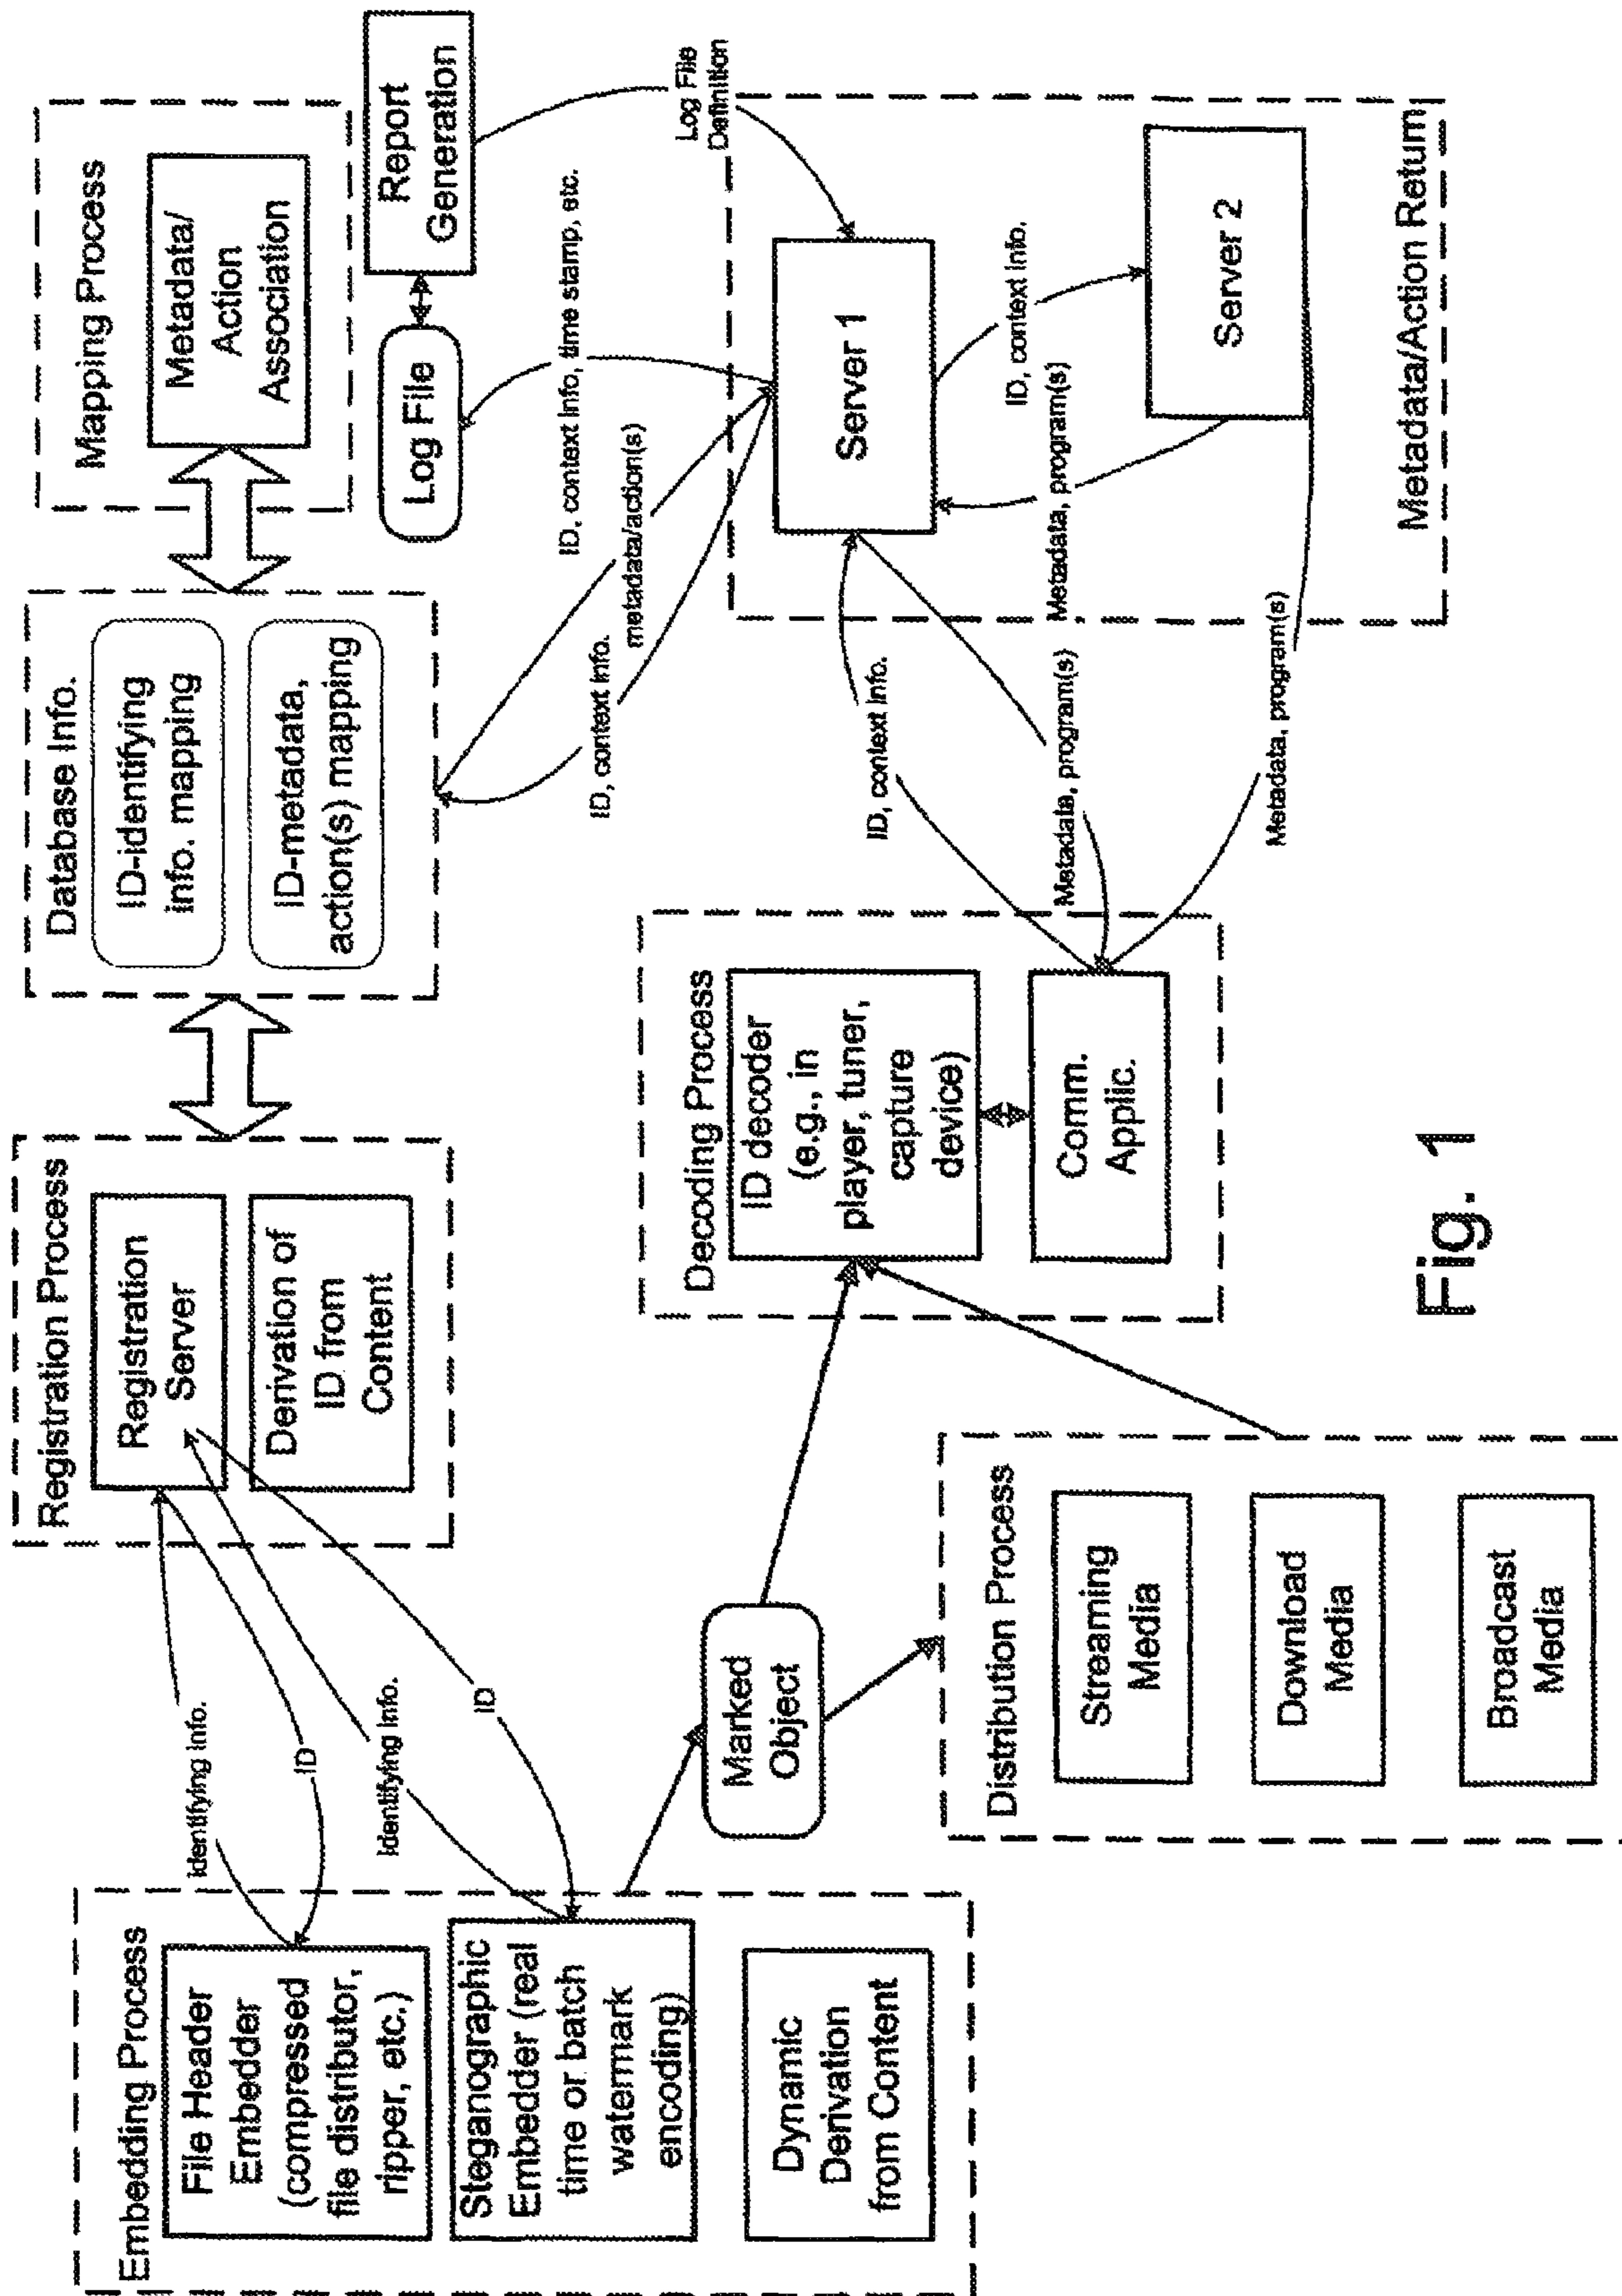 Embedding Process
File Header
Embedder
(compressed
file distributor,
ripper, etc.)
Steganographic
Embedder (real
time or batch
watermark
encoding)
Dynamic
Derivation
from Content
Identifying Info.
ID
Identifying Info.
ID
Registration Process
Registration
Server
Derivation of
ID from
Content
Database Info.
ID-identifying
info. mapping
ID-metadata,
action(s) mapping
Mapping Process
Metadata/
Action
Association
Log File
Report
Generation
Log File
Definition
ID, context info, time stamp, etc.
metadata/action(s)
ID, context info.
Marked
Object
Distribution Process
Streaming
Media
Download
Media
Broadcast
Media
Decoding Process
ID decoder
(e.g., in
player, tuner,
capture
device)
Comm.
Applic.
ID, context info.
Metadata, program(s)
Metadata, program(s)
Server 1
ID, context info.
Metadata, program(s)
Server 2
Metadata/Action Return
Fig. 1